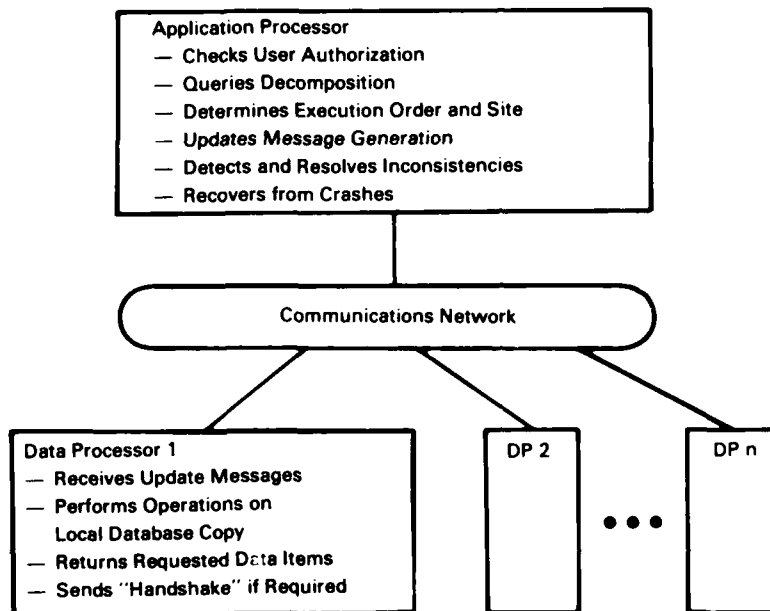 Application Processor
— Checks User Authorization
— Queries Decomposition
— Determines Execution Order and Site
— Updates Message Generation
— Detects and Resolves Inconsistencies
— Recovers from Crashes
Communications Network
Data Processor 1
— Receives Update Messages
— Performs Operations on
Local Database Copy
— Returns Requested Data Items
— Sends "Handshake" if Required
DP 2
DP n